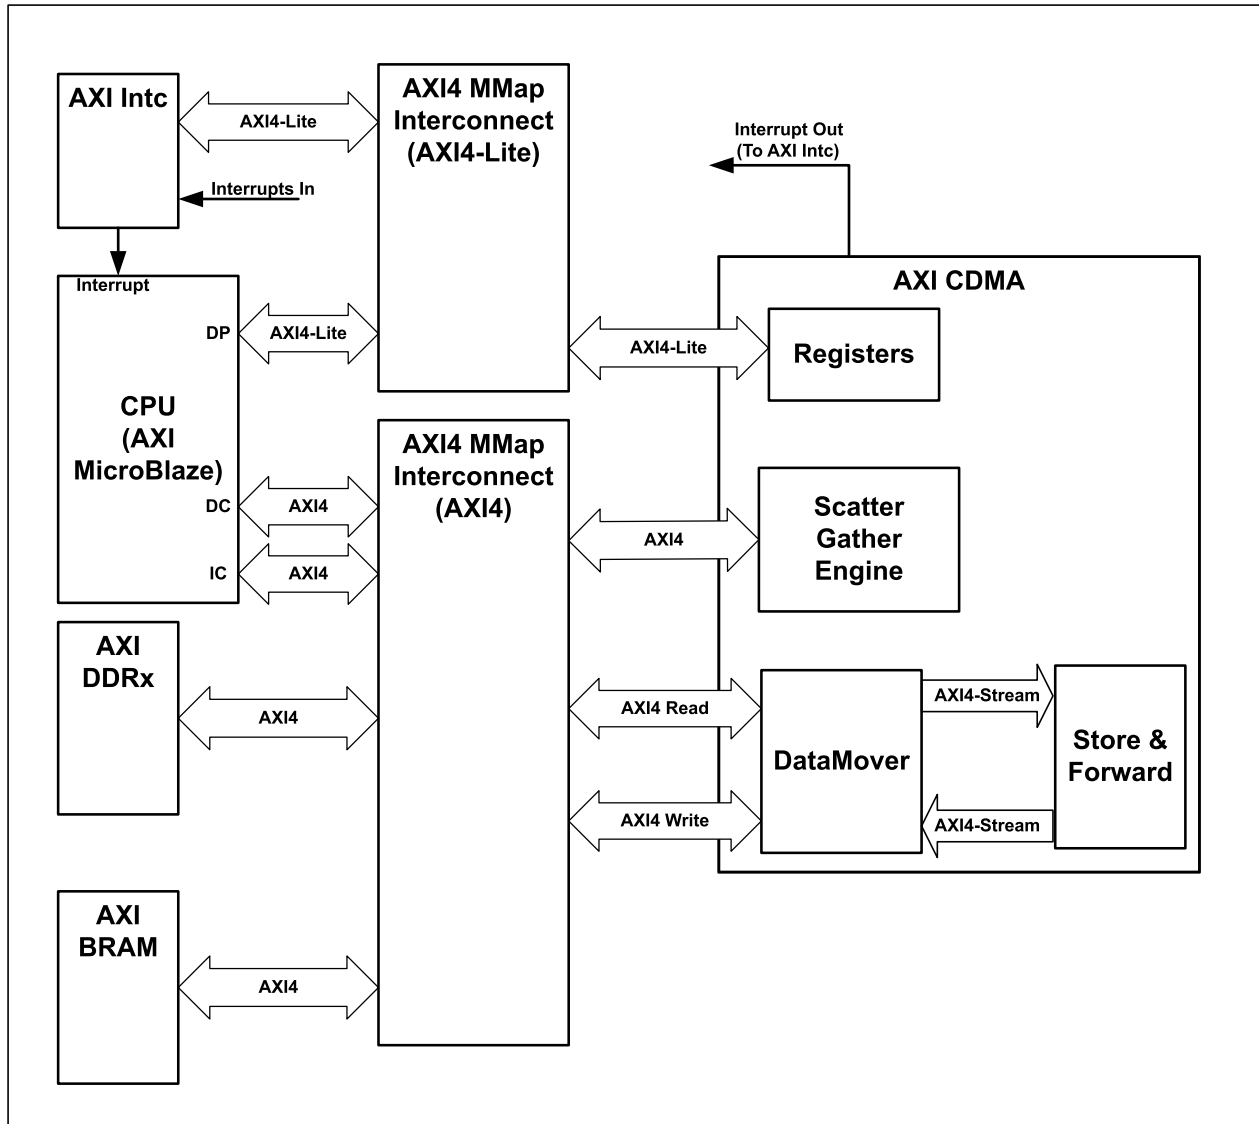 AXI Intc
AXI4-Lite
AXI4 MMap
Interconnect
(AXI4-Lite)
Interrupt Out
(To AXI Intc)
Interrupts In
Interrupt
DP
AXI4-Lite
CPU
(AXI
MicroBlaze)
DC
AXI4
IC
AXI4
AXI4-Lite
AXI CDMA
Registers
AXI4 MMap
Interconnect
(AXI4)
AXI4
Scatter
Gather
Engine
AXI
DDRx
AXI4
AXI4 Read
AXI4 Write
DataMover
AXI4-Stream
AXI4-Stream
Store &
Forward
AXI
BRAM
AXI4